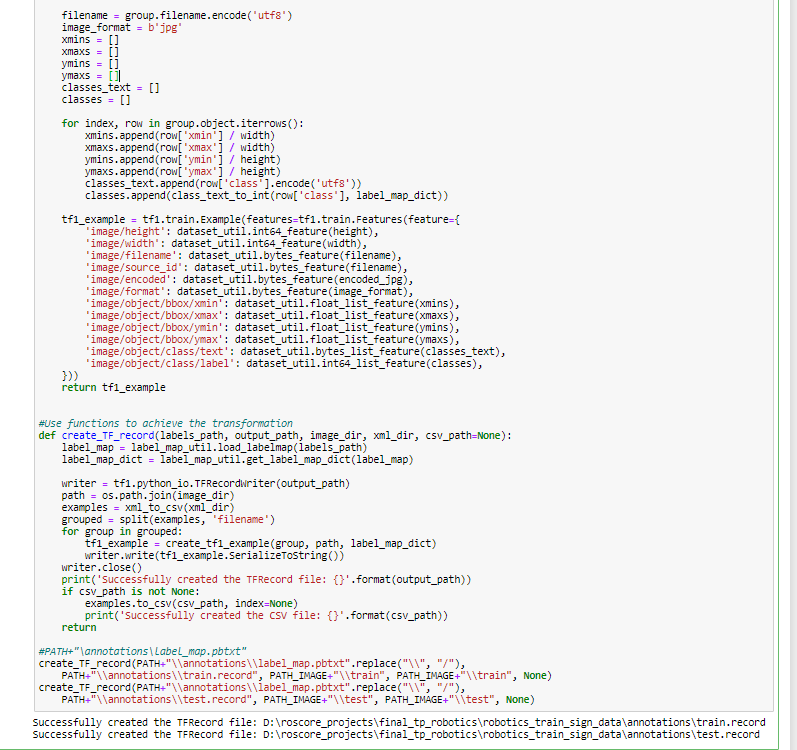 filename = group.filename.encode('utf8')
image_format = b'jpg'
xmins = []
xmaxs = []
ymins = []
ymaxs = []
classes_text = []
classes = []
for index, row in group.object.iterrows():
xmins.append(row['xmin'] / width)
xmaxs.append(row['xmax'] / width)
ymins.append(row['ymin'] / height)
ymaxs.append(row['ymax'] / height)
classes_text.append(row['class'].encode('utf8'))
classes.append(class_text_to_int(row['class'], label_map_dict))
tf1_example = tf1.train.Example(features=tf1.train.Features(feature={
'image/height': dataset_util.int64_feature(height),
'image/width': dataset_util.int64_feature(width),
'image/filename': dataset_util.bytes_feature(filename),
'image/source_id': dataset_util.bytes_feature(filename),
'image/encoded': dataset_util.bytes_feature(encoded_jpg),
'image/format': dataset_util.bytes_feature(image_format),
'image/object/bbox/xmin': dataset_util.float_list_feature(xmins),
'image/object/bbox/xmax': dataset_util.float_list_feature(xmaxs),
'image/object/bbox/ymin': dataset_util.float_list_feature(ymins),
'image/object/bbox/ymax': dataset_util.float_list_feature(ymaxs),
'image/object/class/text': dataset_util.bytes_list_feature(classes_text),
'image/object/class/label': dataset_util.int64_list_feature(classes),
}))
return tf1_example
#Use functions to achieve the transformation
def create_TF_record(labels_path, output_path, image_dir, xml_dir, csv_path=None):
label_map = label_map_util.load_labelmap(labels_path)
label_map_dict = label_map_util.get_label_map_dict(label_map)
writer = tf1.python_io.TFRecordWriter(output_path)
path = os.path.join(image_dir)
examples = xml_to_csv(xml_dir)
grouped = split(examples, 'filename')
for group in grouped:
tf1_example = create_tf1_example(group, path, label_map_dict)
writer.write(tf1_example.SerializeToString())
writer.close()
print('Successfully created the TFRecord file: {}'.format(output_path))
if csv_path is not None:
examples.to_csv(csv_path, index=None)
print('Successfully created the CSV file: {}'.format(csv_path))
return
#PATH+"\annotations\label_map.pbtxt"
create_TF_record(PATH+"\\annotations\\label_map.pbtxt".replace("\\", "/"),
PATH+"\\annotations\\train.record", PATH_IMAGE+"\\train", PATH_IMAGE+"\\train", None)
create_TF_record(PATH+"\\annotations\\label_map.pbtxt".replace("\\", "/"),
PATH+"\\annotations\\test.record", PATH_IMAGE+"\\test", PATH_IMAGE+"\\test", None)
Successfully created the TFRecord file: D:\roscore_projects\final_tp_robotics\robotics_train_sign_data\annotations\train.record
Successfully created the TFRecord file: D:\roscore_projects\final_tp_robotics\robotics_train_sign_data\annotations\test.record